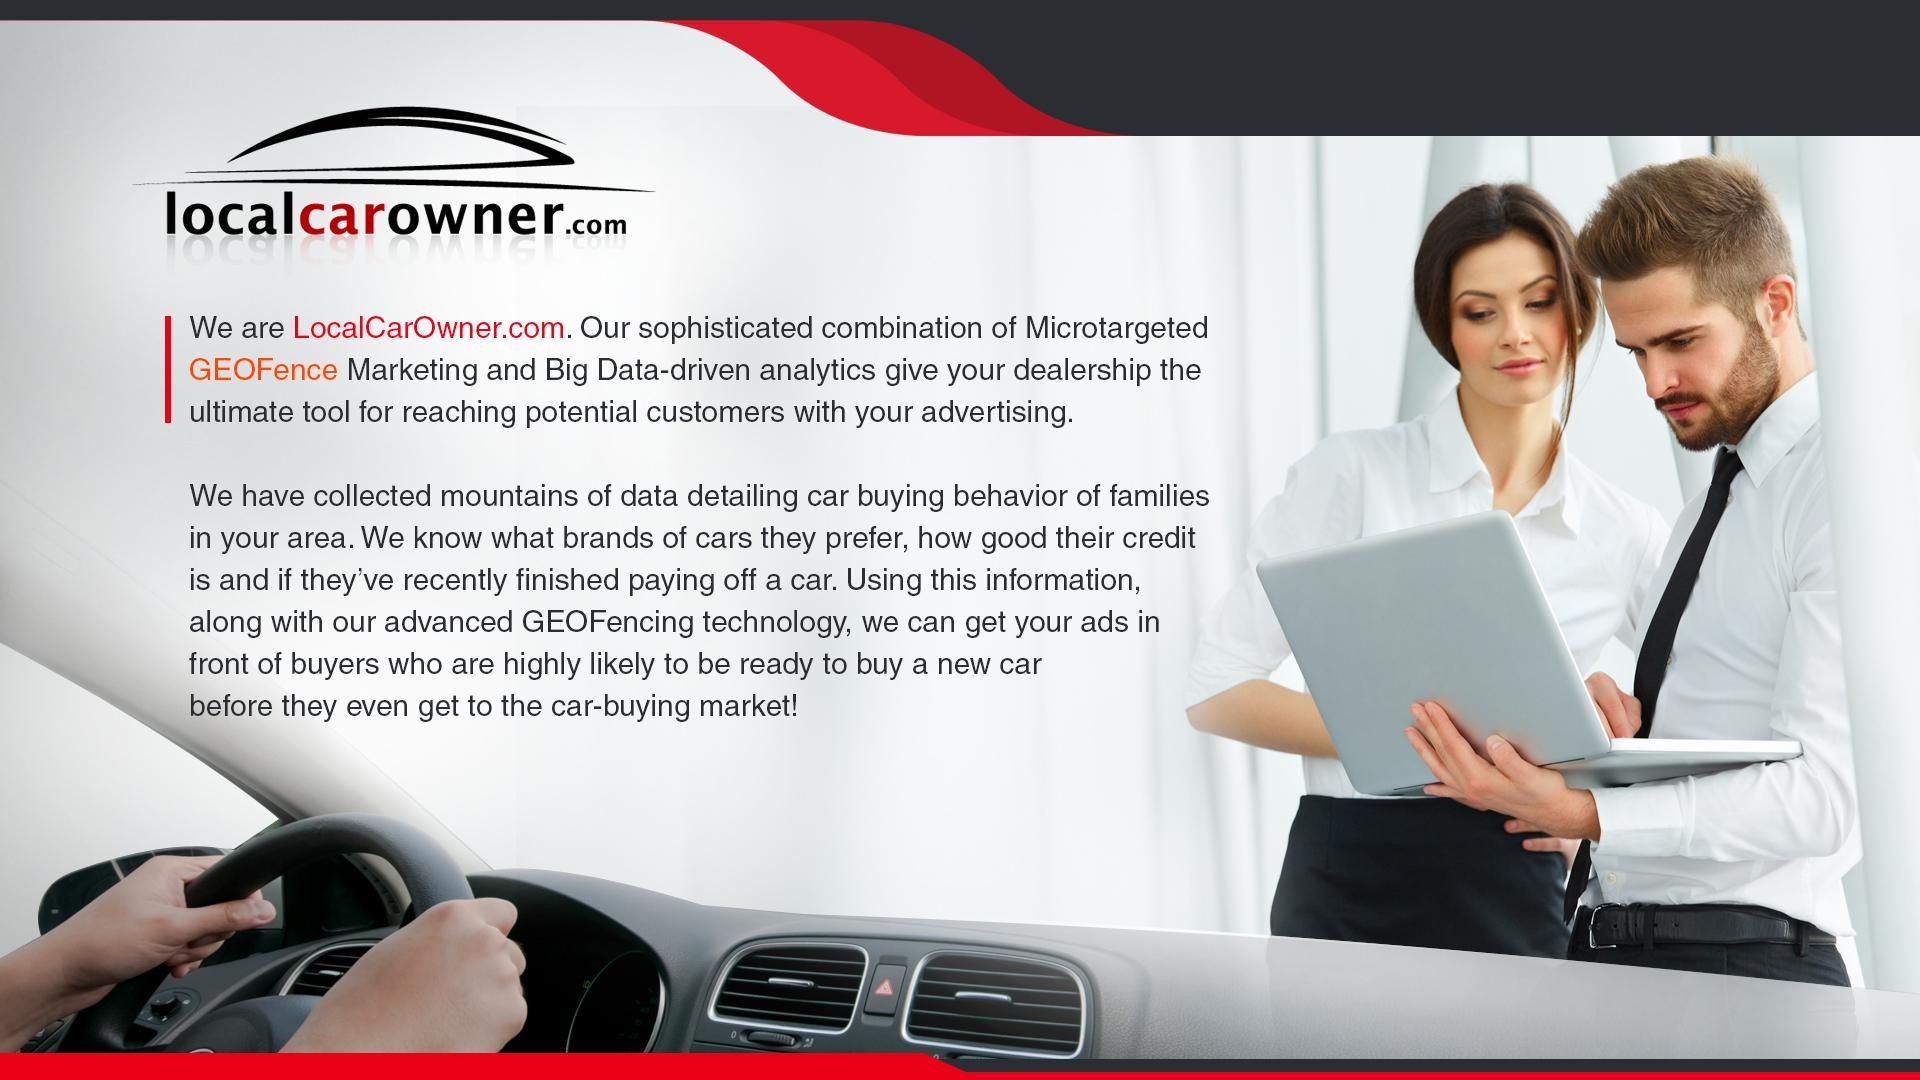 localcarowner.com
We are LocalCarOwner.com. Our sophisticated combination of Microtargeted
GEOFence Marketing and Big Data-driven analytics give your dealership the
ultimate tool for reaching potential customers with your advertising.
We have collected mountains of data detailing car buying behavior of families
in your area. We know what brands of cars they prefer, how good their credit
is and if they've recently finished paying off a car. Using this information,
along with our advanced GEOFencing technology, we can get your ads in
front of buyers who are highly likely to be ready to buy a new car
before they even get to the car-buying market!